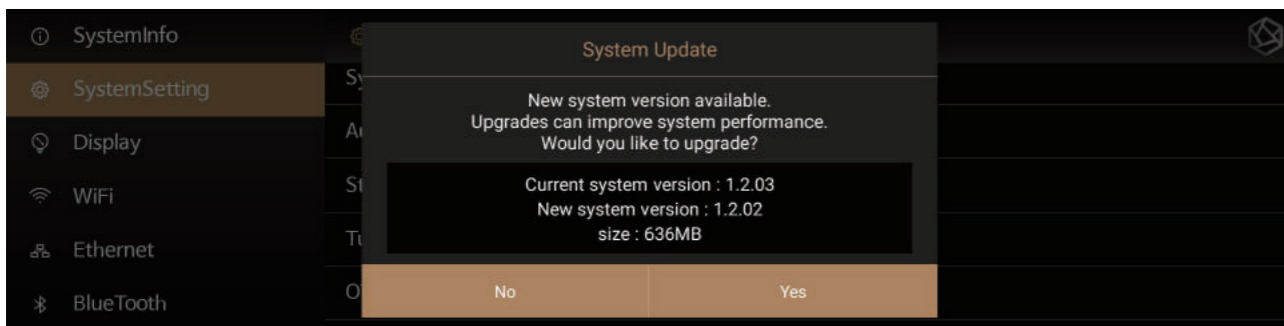 SystemInfo
SystemSetting
Display
WiFi
Ethernet
BlueTooth
System Update
New system version available.
Upgrades can improve system performance.
Would you like to upgrade?
Current system version : 1.2.03
New system version : 1.2.02
size : 636MB
No
Yes